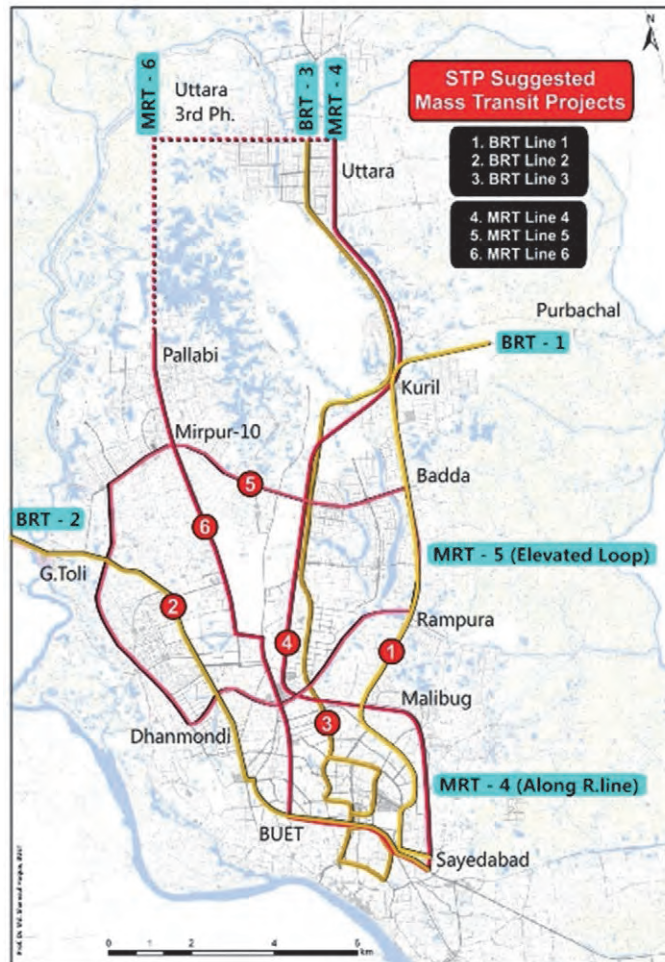 MRT - 6
Uttara
3rd Ph.
BRT - 3
MRT - 4
N
STP Suggested
Mass Transit Projects
1. BRT Line 1
2. BRT Line 2
3. BRT Line 3
4. MRT Line 4
5. MRT Line 5
6. MRT Line 6
Uttara
Purbachal
BRT - 1
Pallabi
Kuril
Mirpur-10
Badda
5
BRT - 2
6
MRT - 5 (Elevated Loop)
G.Toli
2
Rampura
4
1
Malibug
3
Dhanmondi
MRT - 4 (Along R.line)
BUET
Sayedabad
0 1 2 4 6
km